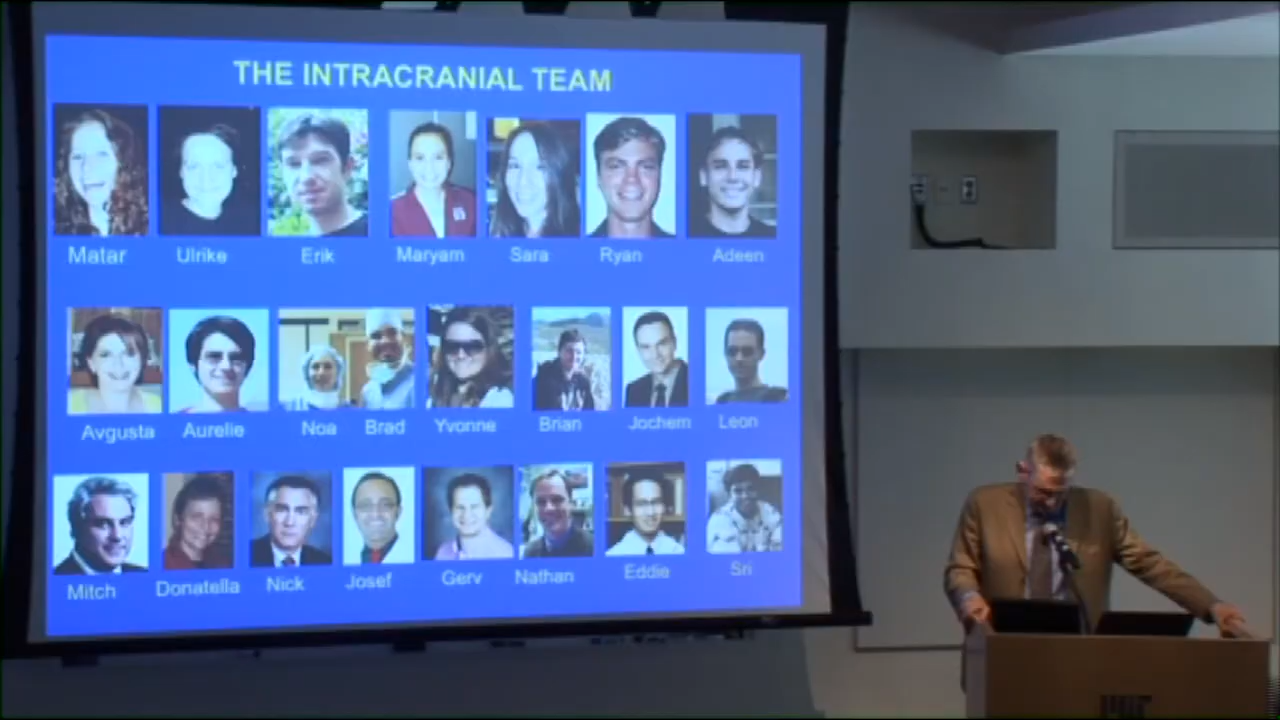 THE INTRACRANIAL TEAM
Matar Ulrike Erik Maryam Sara Ryan Adeen
Avgusta Aurelie Noa Brad Yvonne Brian Jochem Leon
Mitch Donatella Nick Josef Gerv Nathan Eddie Sri
MIT